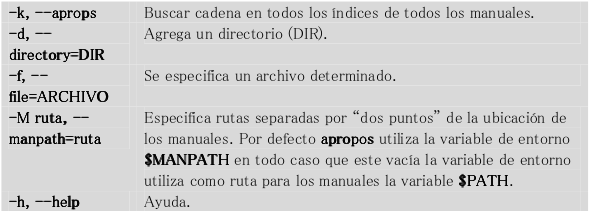 -k, --aprops Buscar cadena en todos los índices de todos los manuales.
-d, -- Agrega un directorio (DIR).
directory=DIR
-f, -- Se especifica un archivo determinado.
file=ARCHIVO
-M ruta, -- Especifica rutas separadas por “dos puntos” de la ubicación de
manpath=ruta los manuales. Por defecto apropos utiliza la variable de entorno
$MANPATH en todo caso que este vacía la variable de entorno
utiliza como ruta para los manuales la variable $PATH.
-h, --help Ayuda.